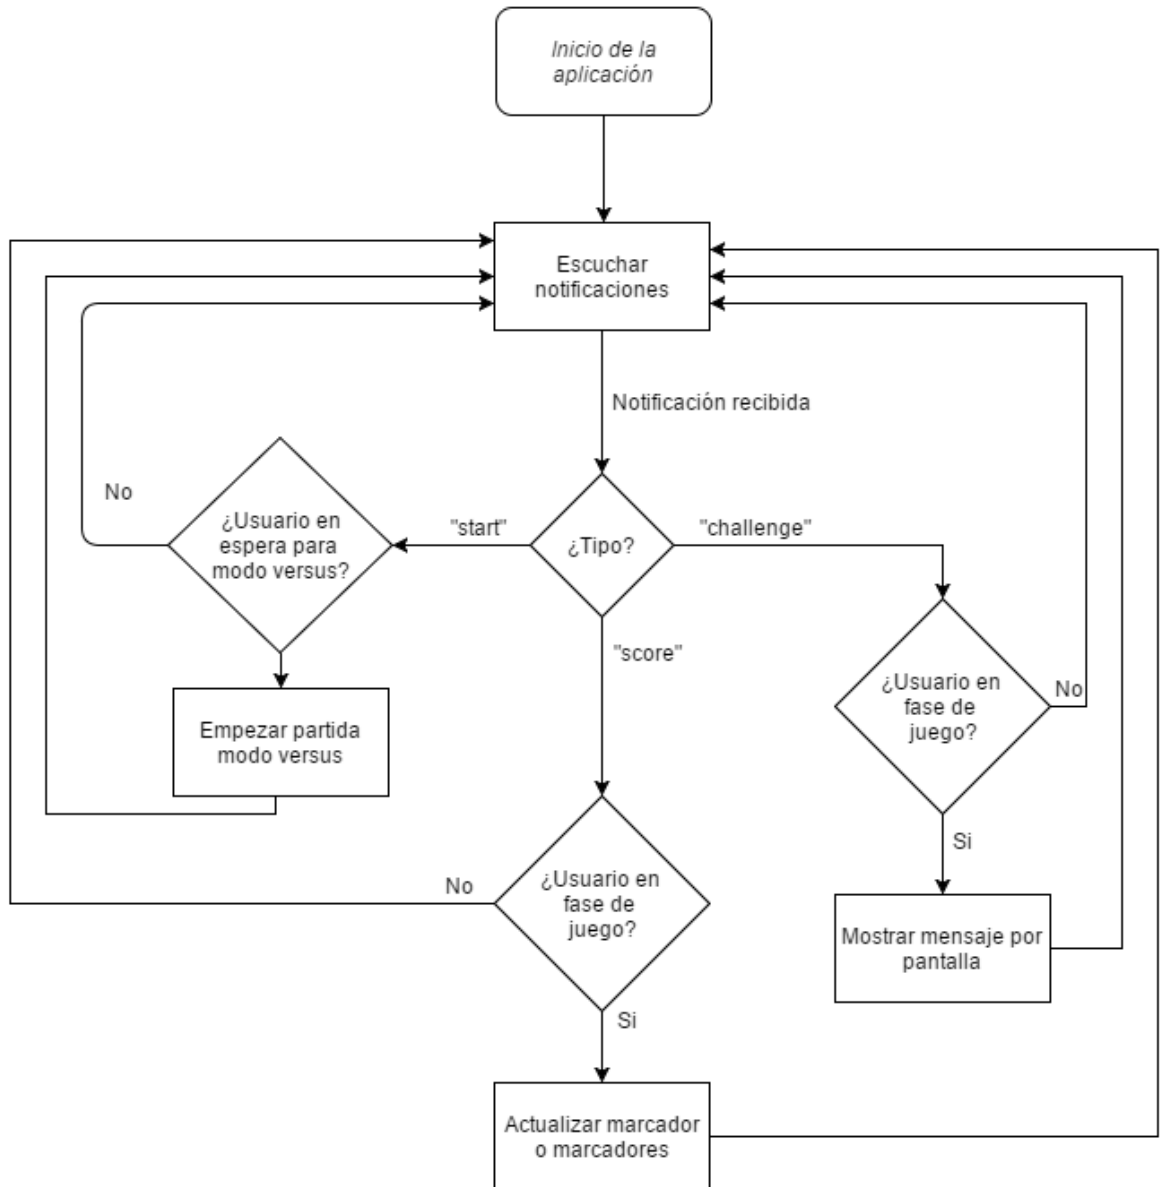 Inicio de la
aplicación
Escuchar
notificaciones
Notificación recibida
No
¿Usuario en
espera para
modo versus?
"start"
¿Tipo?
"challenge"
"score"
¿Usuario en
fase de
juego?
No
Empezar partida
modo versus
Si
No
¿Usuario en
fase de
juego?
Mostrar mensaje por
pantalla
Si
Actualizar marcador
o marcadores